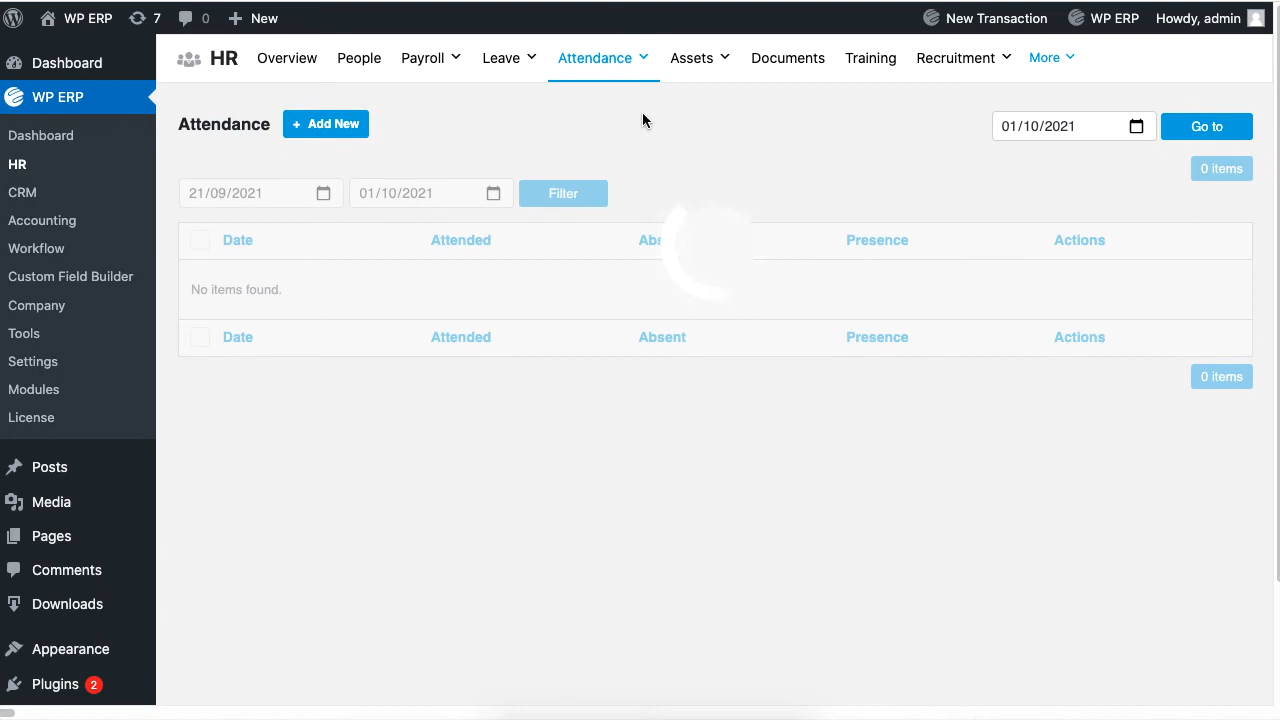 WP ERP 7 0 New New Transaction WP ERP Howdy, admin
Dashboard
WP ERP
Dashboard
HR
CRM
Accounting
Workflow
Custom Field Builder
Company
Tools
Settings
Modules
License
Posts
Media
Pages
Comments
Downloads
Appearance
Plugins 2
HR Overview People Payroll Leave Attendance Assets Documents Training Recruitment More
Attendance + Add New 01/10/2021 Go to
0 items
21/09/2021 01/10/2021 Filter
Date Attended Abs Presence Actions
No items found.
Date Attended Absent Presence Actions
0 items